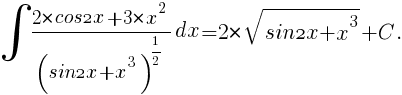 ∫ (2*cos2x+3*x^2)/(sin2x+x^3)^(1/2) dx=2*√(sin2x+x^3)+C.